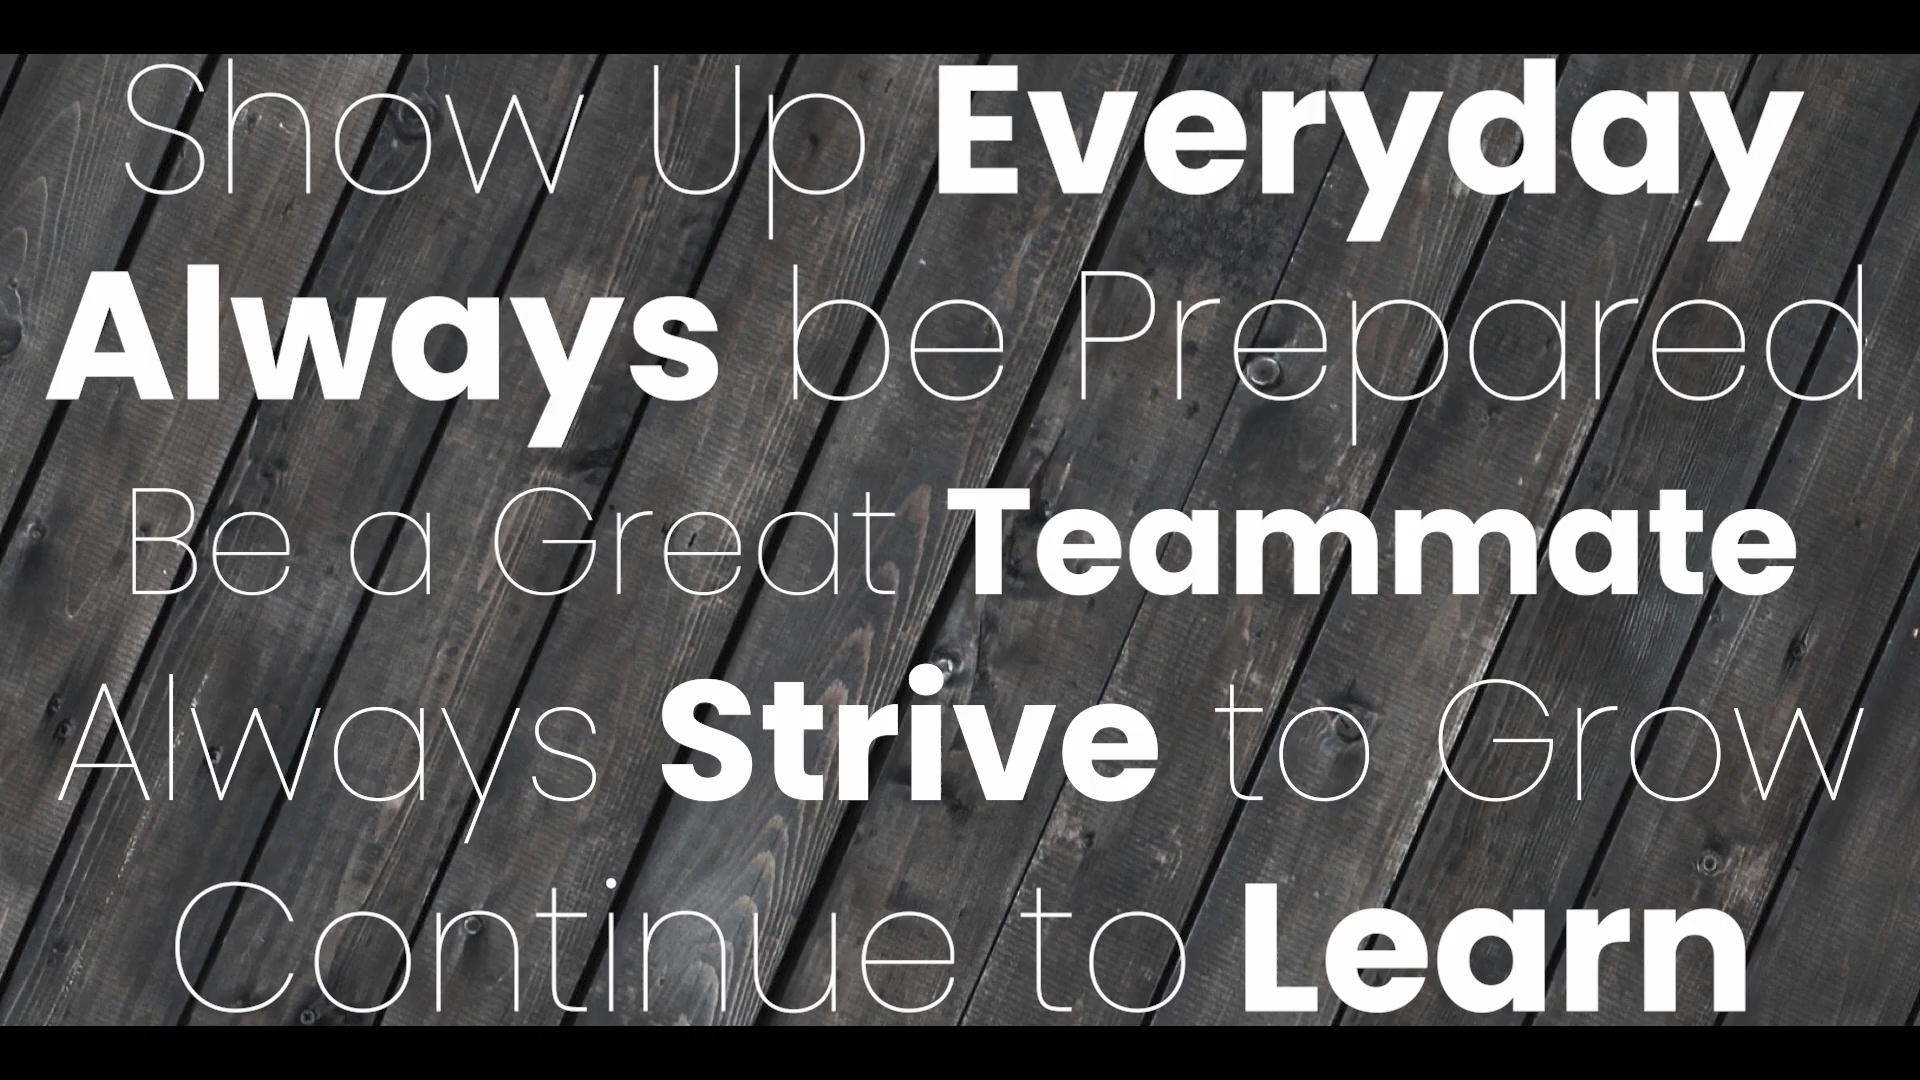 Show Up Everyday
Always be Prepared
Be a Great Teammate
Always Strive to Grow
Continue to Learn